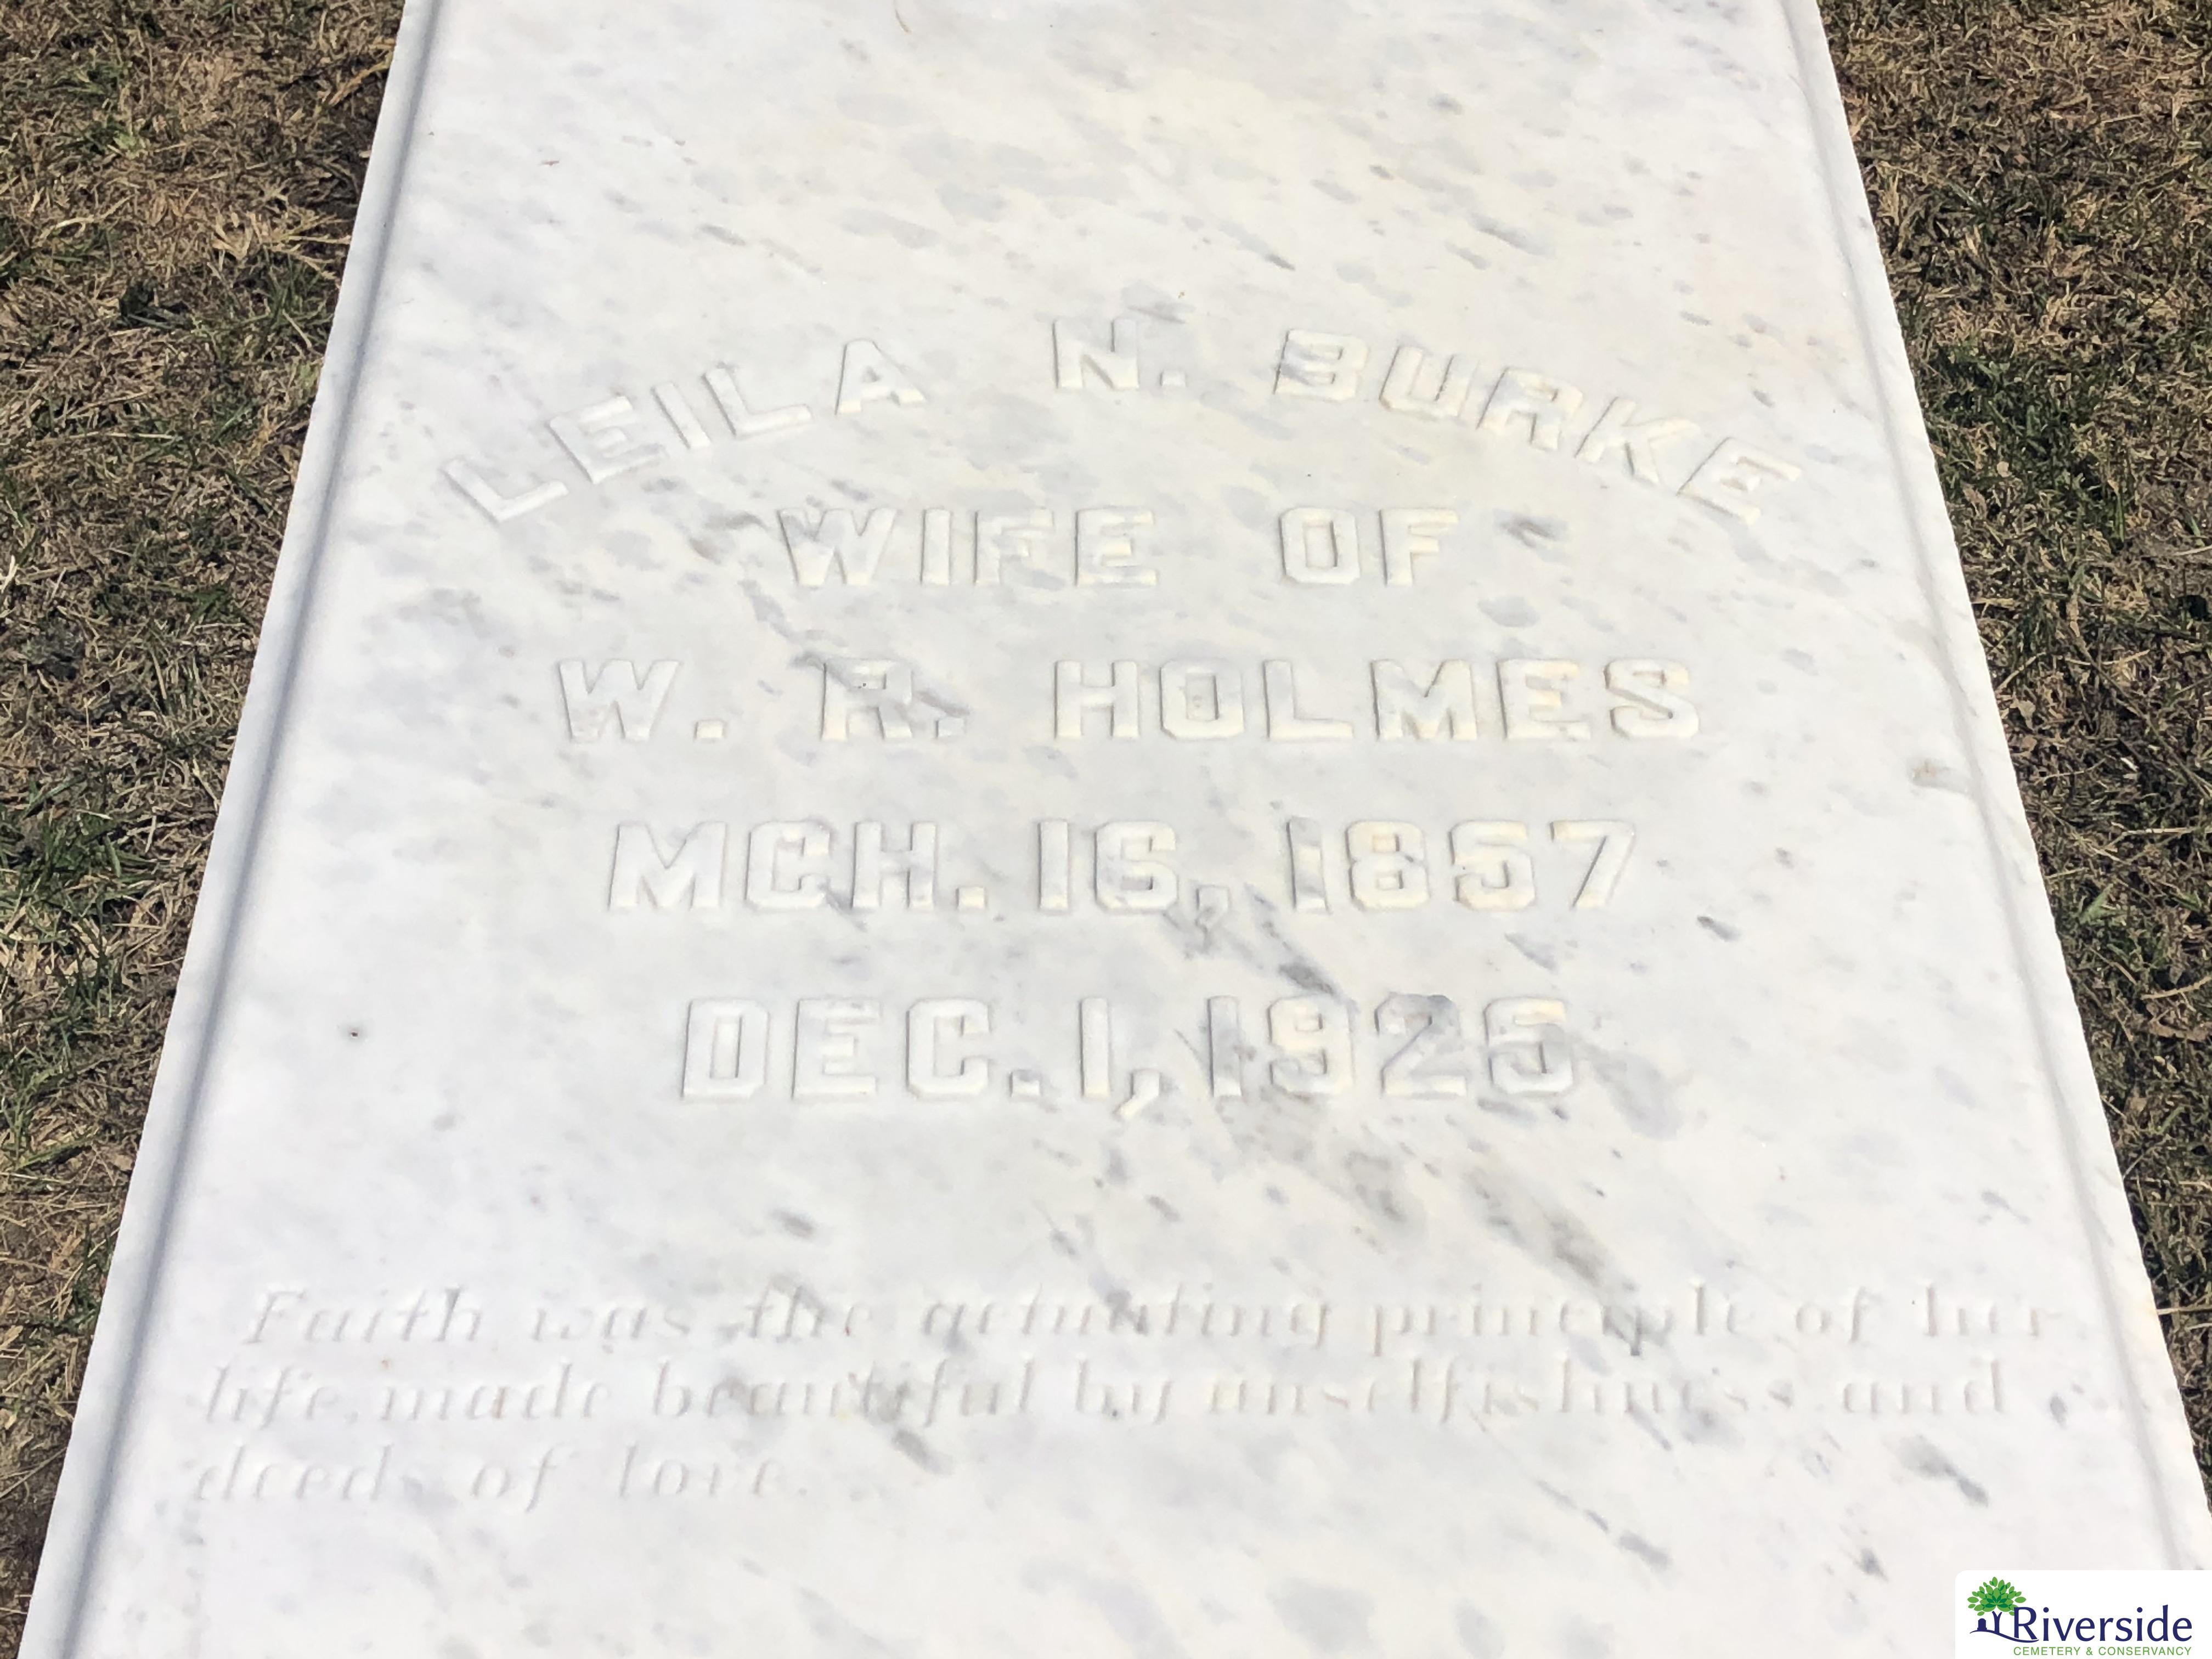 LEILA N. BURKE
WIFE OF
W. R. HOLMES
MCH. 16, 1857
DEC. 1, 1925
Faith was the actuating principle of her
life, made beautiful by unselfishness and
deeds of love.
Riverside
CEMETERY & CONSERVANCY